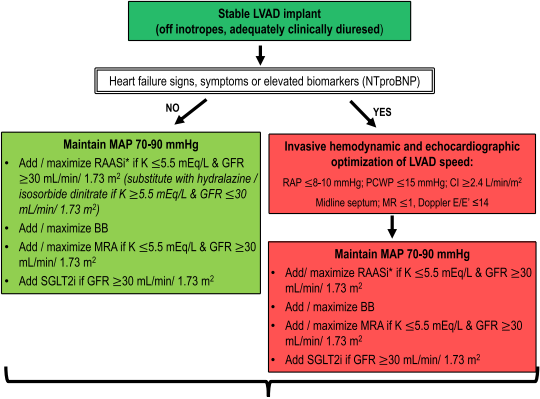 Stable LVAD implant
(off inotropes, adequately clinically diuresed)
Heart failure signs, symptoms or elevated biomarkers (NTproBNP)
NO
YES
Maintain MAP 70-90 mmHg
• Add / maximize RAASi* if K ≤5.5 mEq/L & GFR
≥30 mL/min/ 1.73 m² (substitute with hydralazine /
isosorbide dinitrate if K ≥5.5 mEq/L & GFR ≤30
mL/min/ 1.73 m²)
• Add / maximize BB
• Add / maximize MRA if K ≤5.5 mEq/L & GFR ≥30
mL/min/ 1.73 m²
• Add SGLT2i if GFR ≥30 mL/min/ 1.73 m²
Invasive hemodynamic and echocardiographic
optimization of LVAD speed:
RAP ≤8-10 mmHg; PCWP ≤15 mmHg; CI ≥2.4 L/min/m²
Midline septum; MR ≤1, Doppler E/E' ≤14
Maintain MAP 70-90 mmHg
• Add/ maximize RAASi* if K ≤5.5 mEq/L & GFR ≥30
mL/min/ 1.73 m²
• Add / maximize BB
• Add / maximize MRA if K ≤5.5 mEq/L & GFR ≥30
mL/min/ 1.73 m²
• Add SGLT2i if GFR ≥30 mL/min/ 1.73 m²